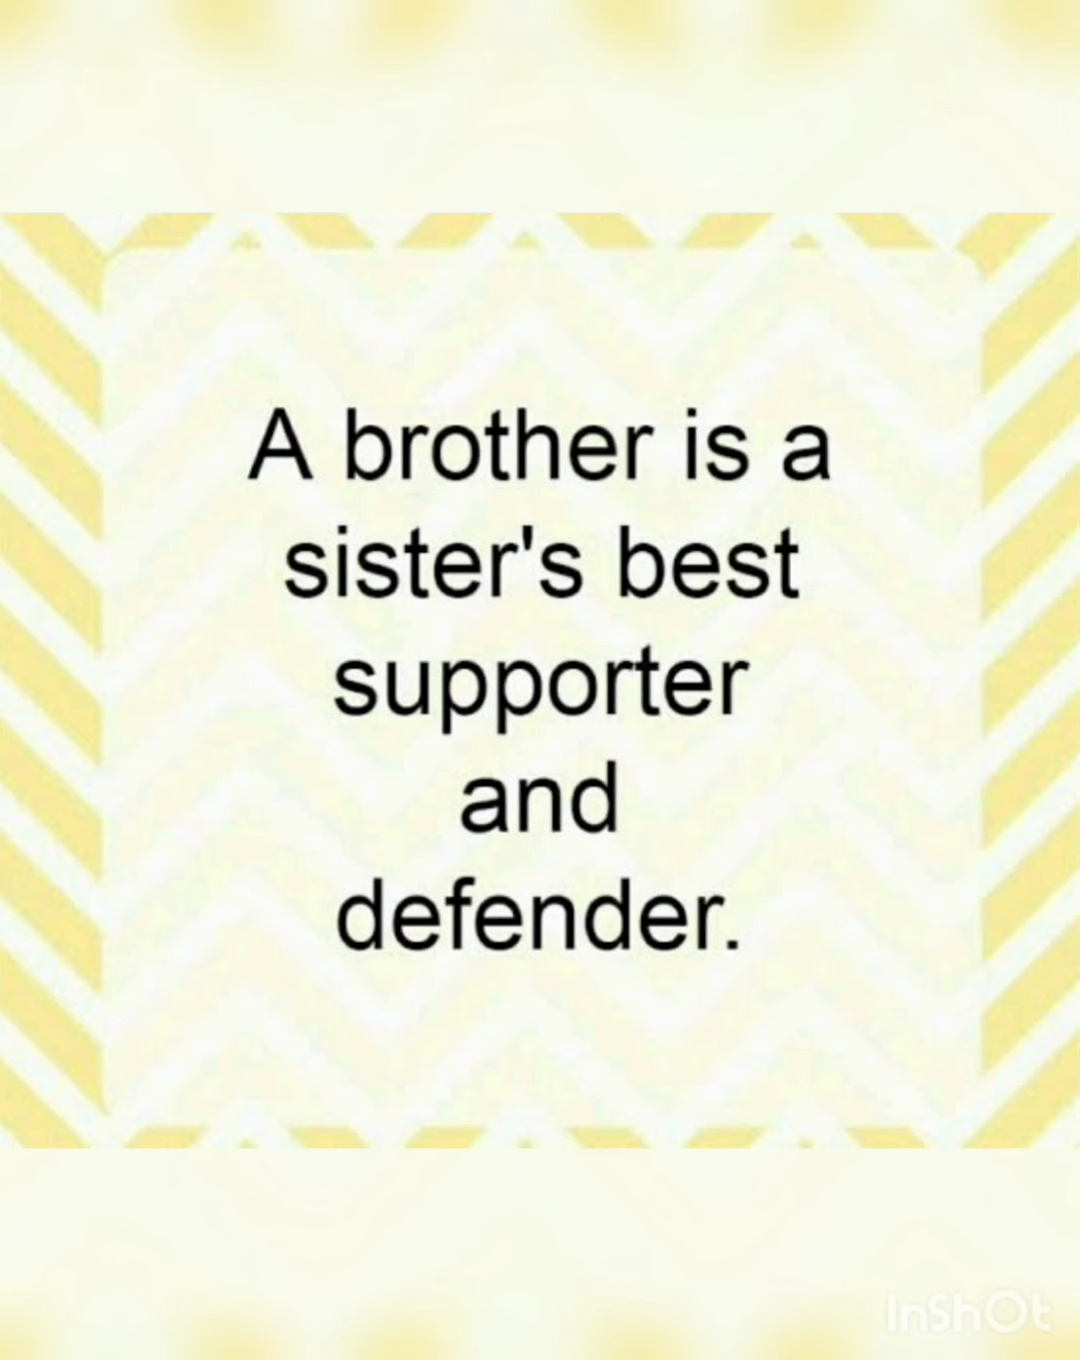 A brother is a
sister's best
supporter
and
defender.
InShOt